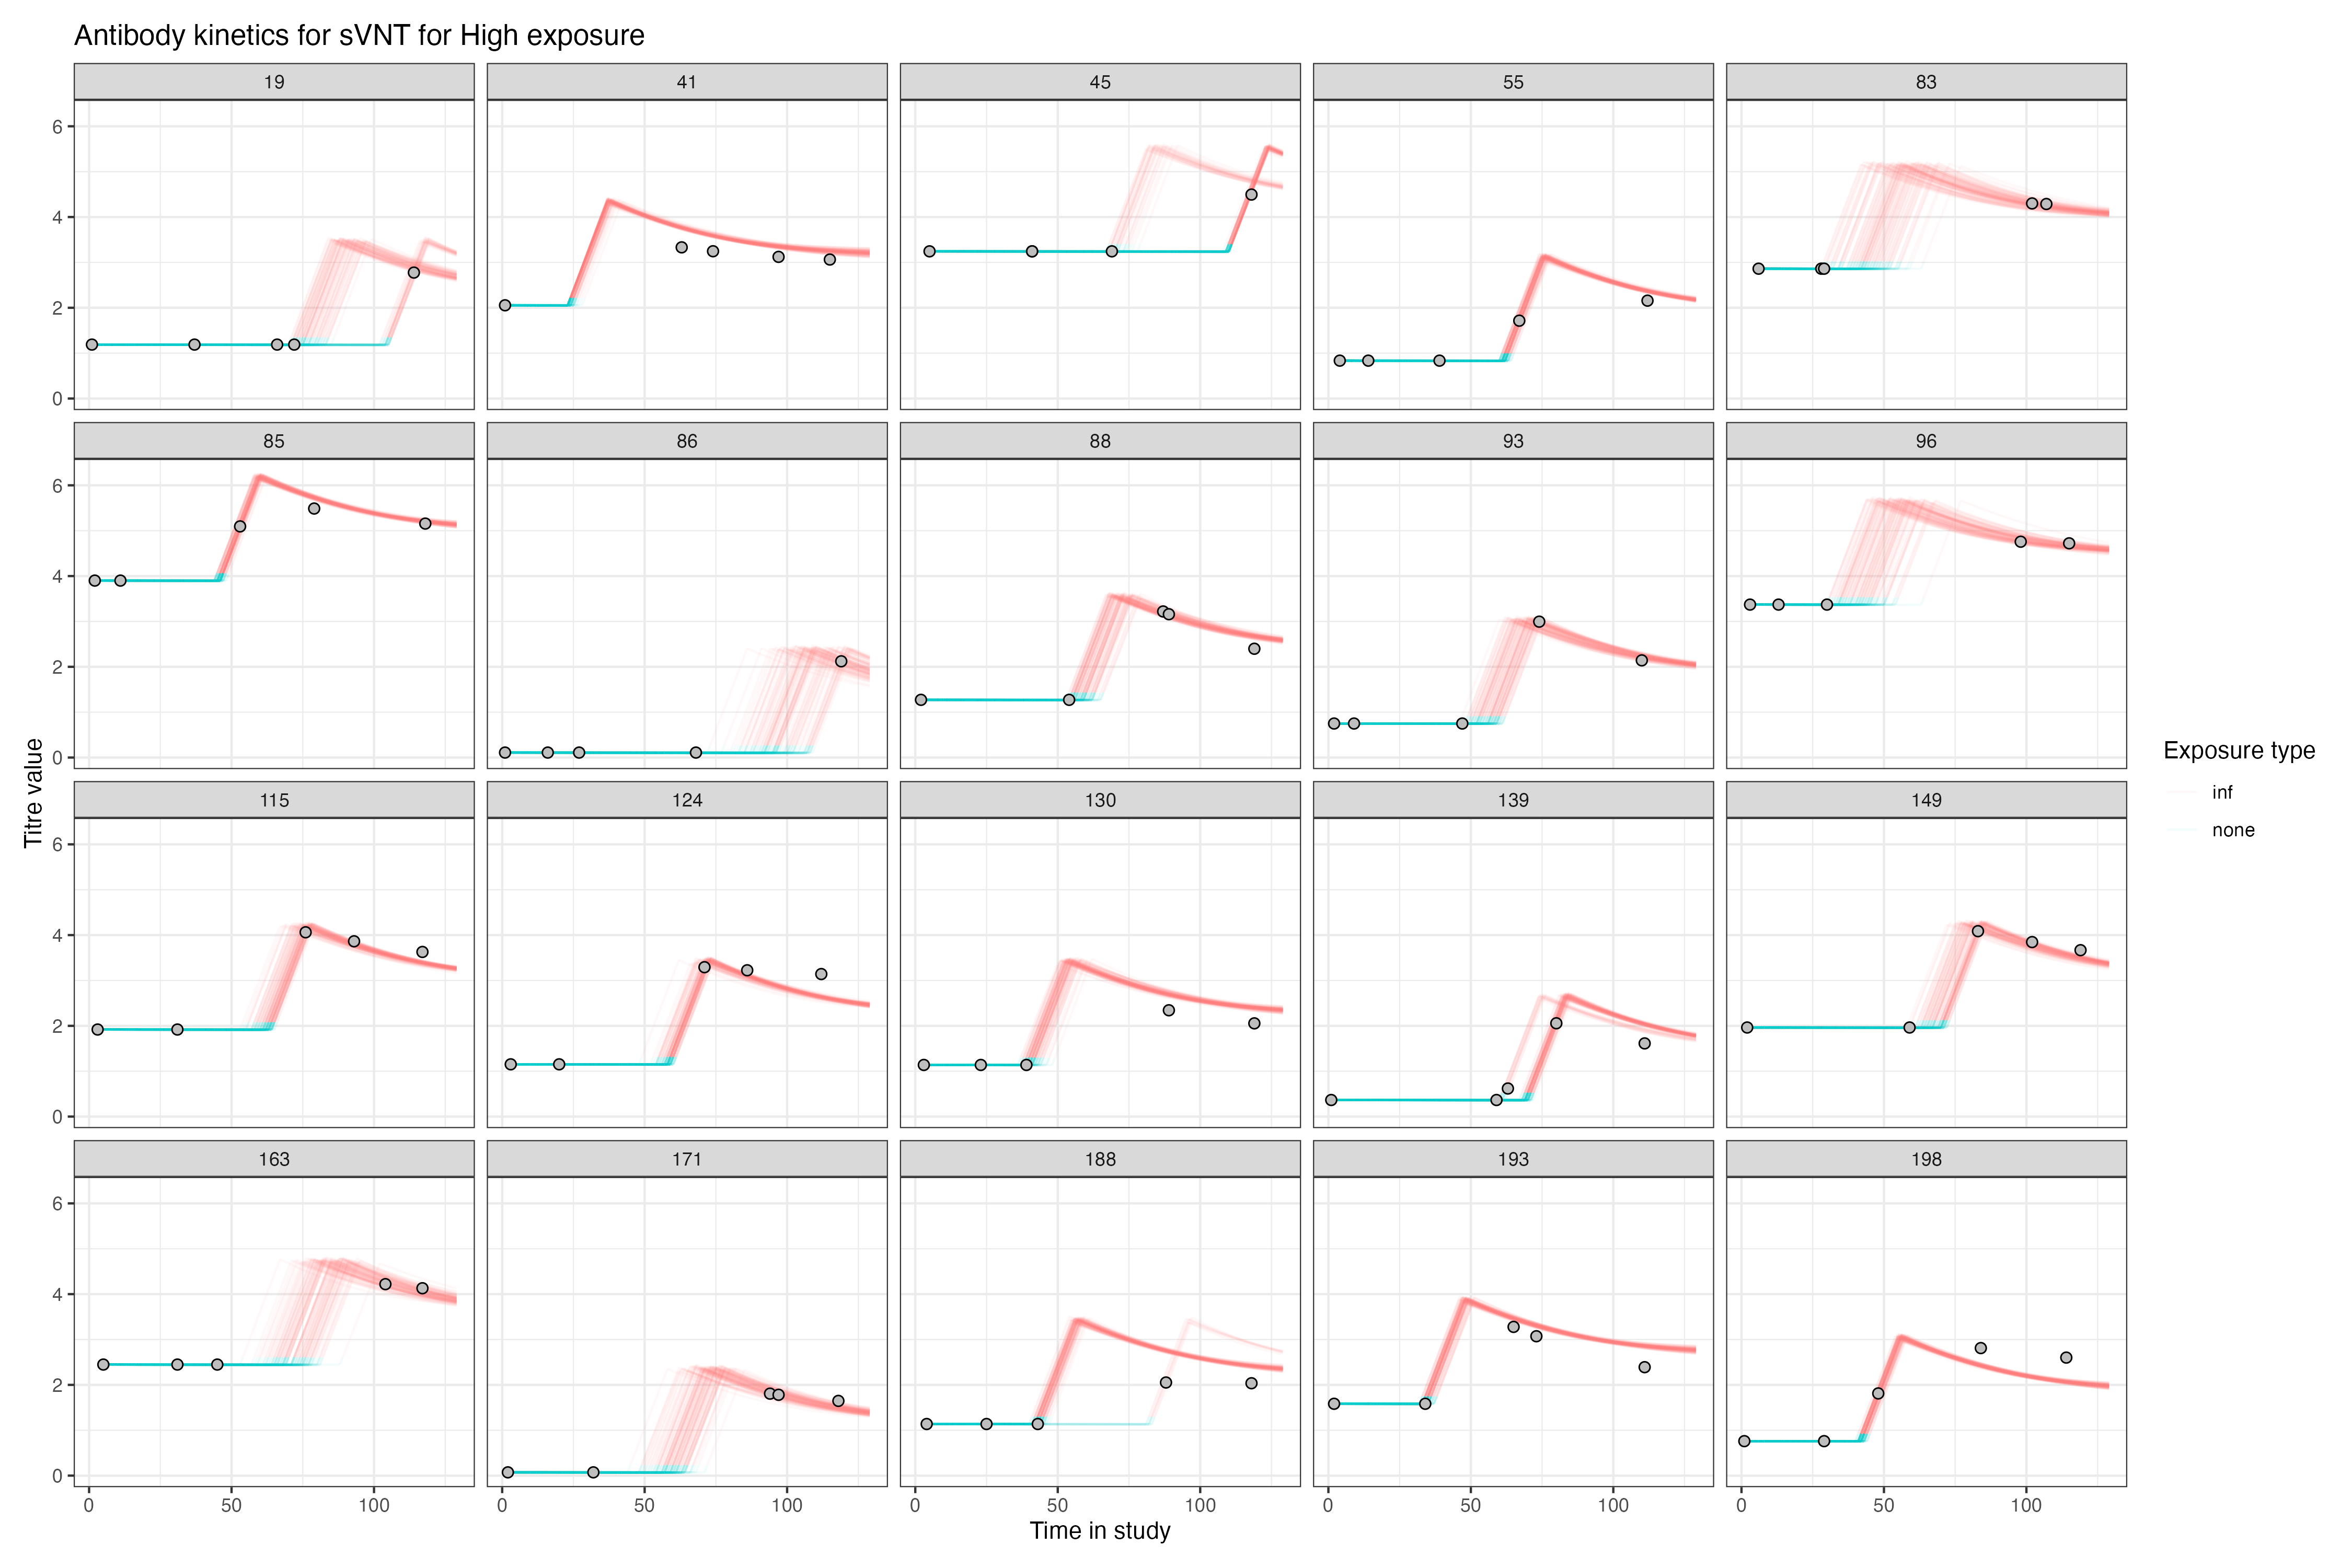 Antibody kinetics for sVNT for High exposure
19 41 45 55 83
6
4
2
0
85 86 88 93 96
6
4
2
0
115 124 130 139 149
6
4
2
0
163 171 188 193 198
6
4
2
0
0 50 100 0 50 100 0 50 100 0 50 100 0 50 100
Time in study
Titre value
Exposure type
inf
none